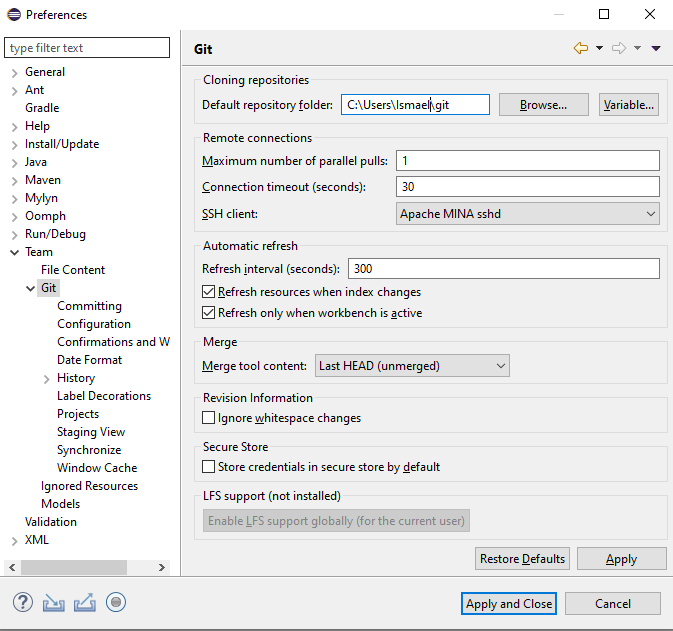 Preferences
type filter text
General
Ant
Gradle
Help
Install/Update
Java
Maven
Mylyn
Oomph
Run/Debug
Team
File Content
Git
Committing
Configuration
Confirmations and W
Date Format
History
Label Decorations
Projects
Staging View
Synchronize
Window Cache
Ignored Resources
Models
Validation
XML
Git
Cloning repositories
Default repository folder: C:\Users\Ismael\git Browse... Variable...
Remote connections
Maximum number of parallel pulls: 1
Connection timeout (seconds): 30
SSH client: Apache MINA sshd
Automatic refresh
Refresh interval (seconds): 300
Refresh resources when index changes
Refresh only when workbench is active
Merge
Merge tool content: Last HEAD (unmerged)
Revision Information
Ignore whitespace changes
Secure Store
Store credentials in secure store by default
LFS support (not installed)
Enable LFS support globally (for the current user)
Restore Defaults Apply
Apply and Close Cancel